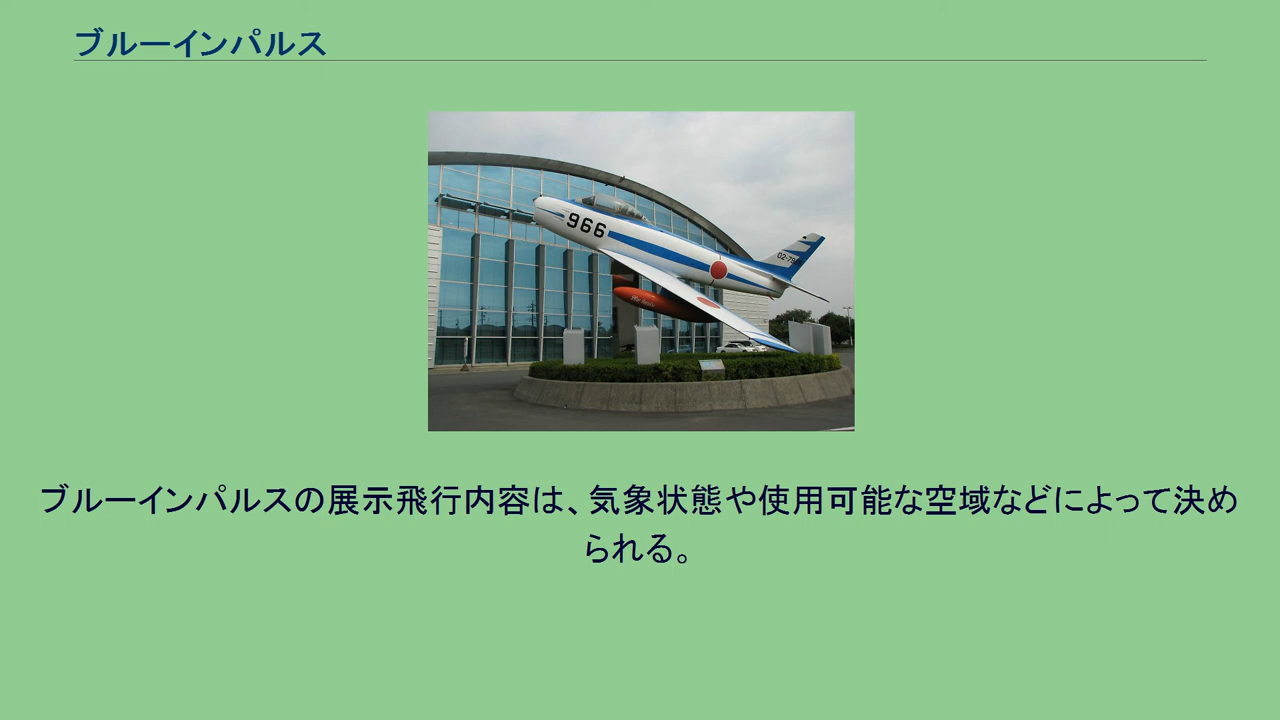 ブルーインパルス
966
ブルーインパルスの展示飛行内容は、気象状態や使用可能な空域などによって決め
られる。